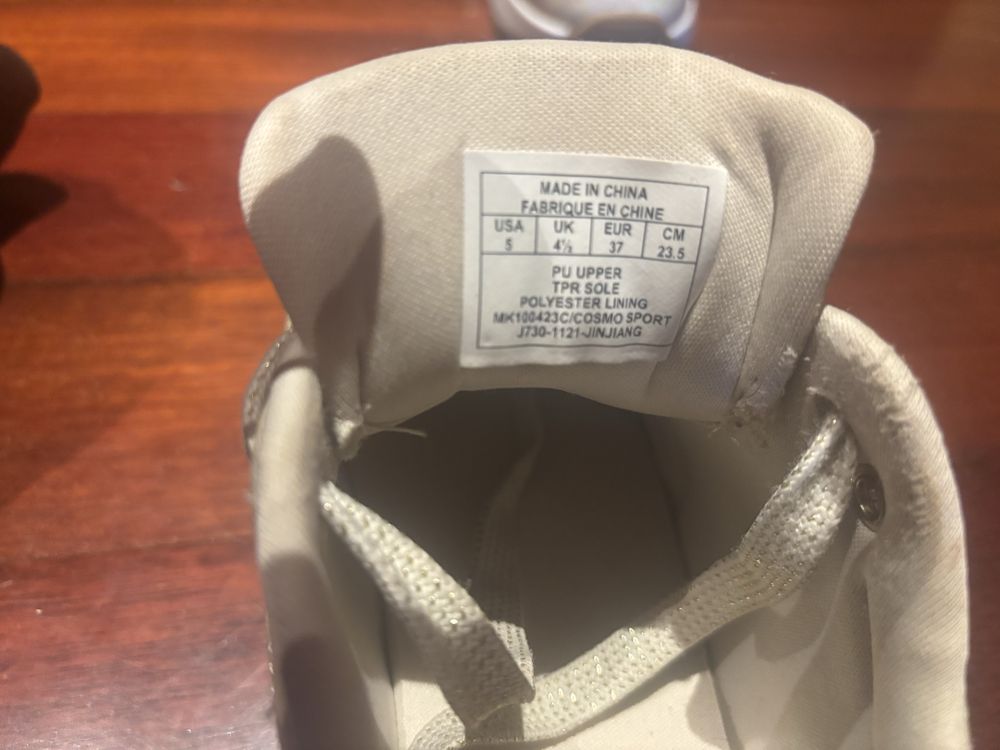 MADE IN CHINA
FABRIQUE EN CHINE
USA UK EUR CM
5 4½ 37 23.5
PU UPPER
TPR SOLE
POLYESTER LINING
MK100423C/COSMO SPORT
J730-1121-JINJIANG